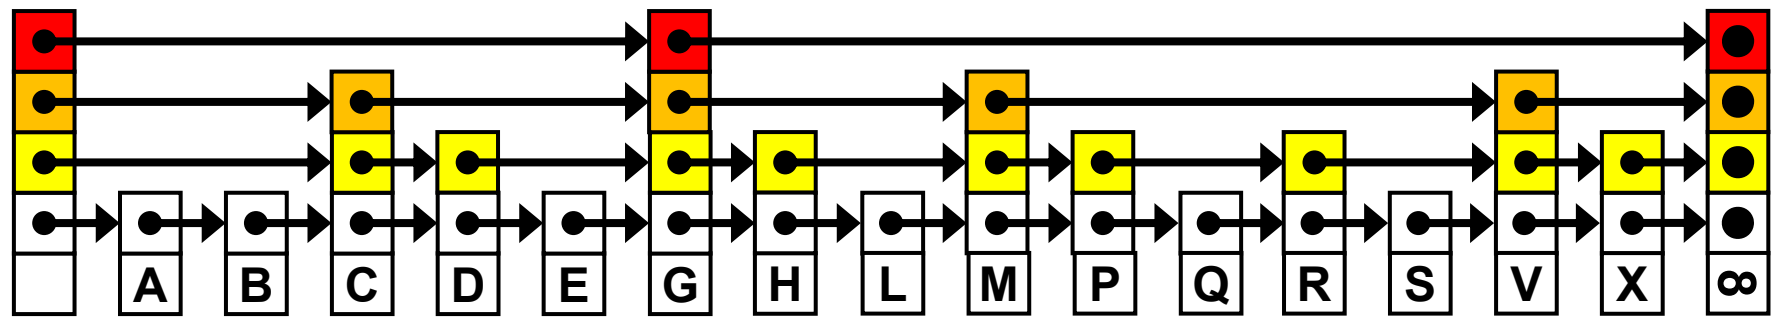 A B C D E G H L M P Q R S V X ∞